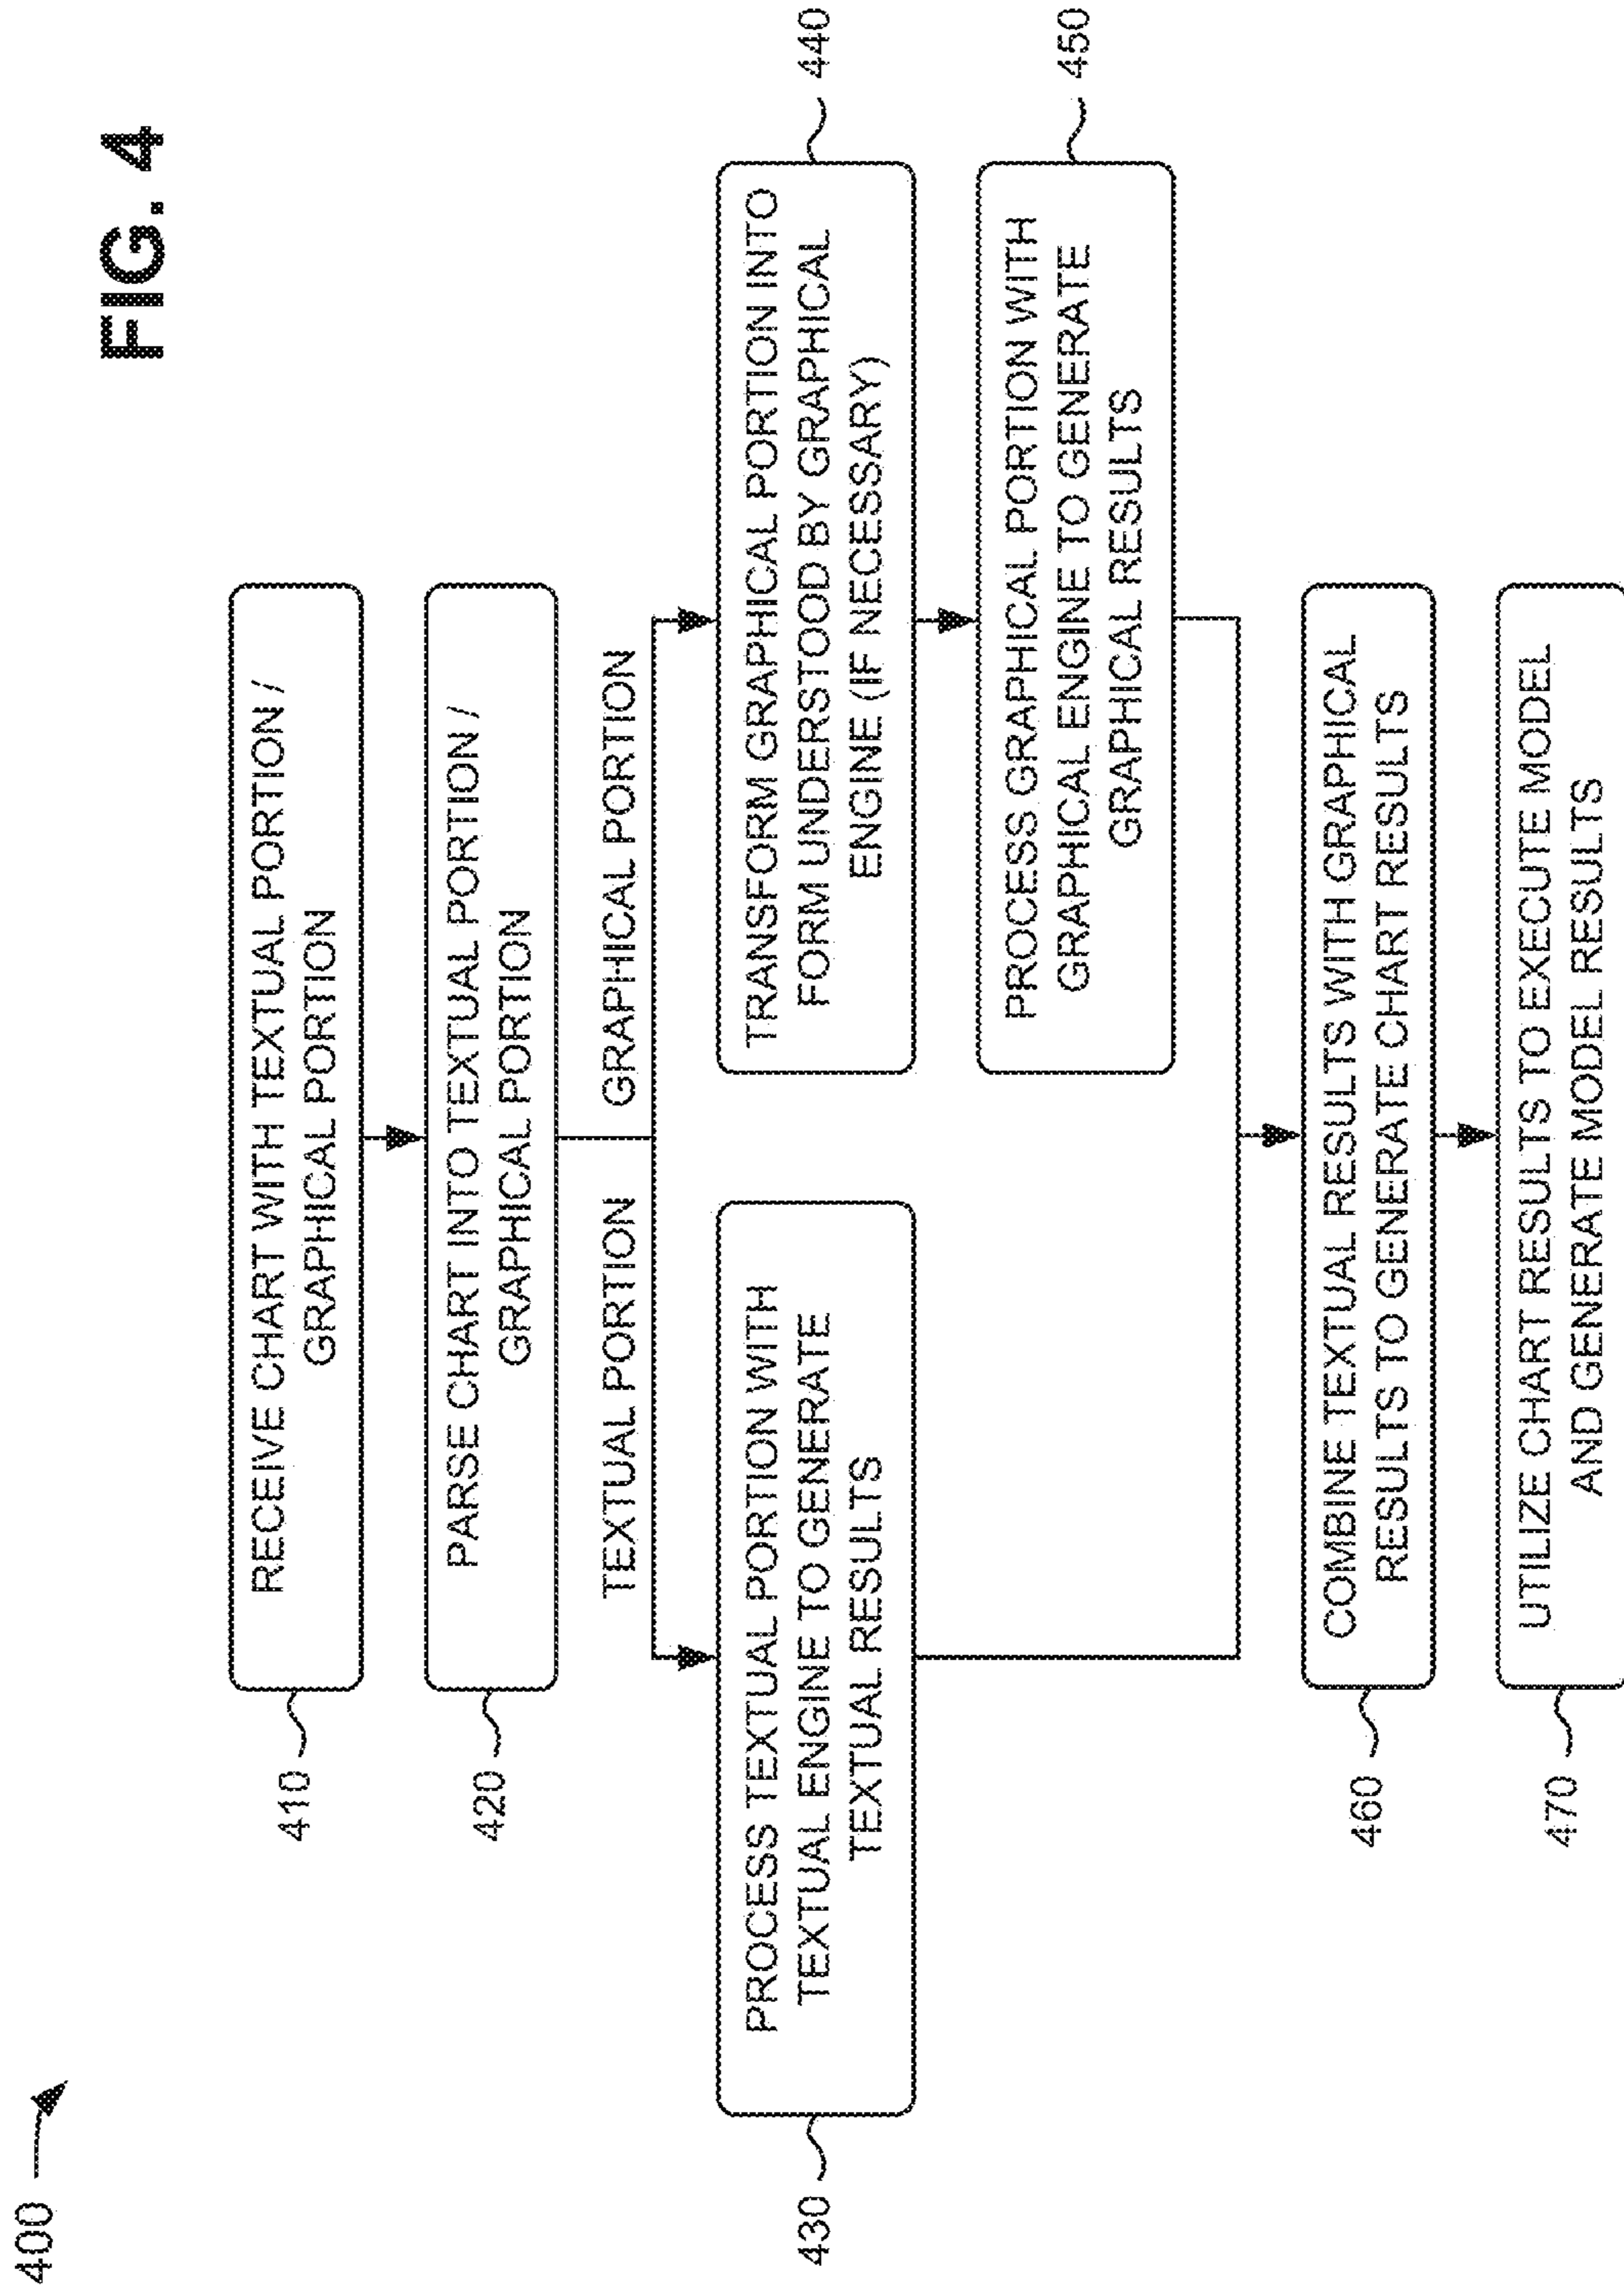 400
FIG. 4
410
RECEIVE CHART WITH TEXTUAL PORTION /
GRAPHICAL PORTION
420
PARSE CHART INTO TEXTUAL PORTION /
GRAPHICAL PORTION
TEXTUAL PORTION
GRAPHICAL PORTION
430
PROCESS TEXTUAL PORTION WITH
TEXTUAL ENGINE TO GENERATE
TEXTUAL RESULTS
TRANSFORM GRAPHICAL PORTION INTO
FORM UNDERSTOOD BY GRAPHICAL
ENGINE (IF NECESSARY)
440
PROCESS GRAPHICAL PORTION WITH
GRAPHICAL ENGINE TO GENERATE
GRAPHICAL RESULTS
450
460
COMBINE TEXTUAL RESULTS WITH GRAPHICAL
RESULTS TO GENERATE CHART RESULTS
470
UTILIZE CHART RESULTS TO EXECUTE MODEL
AND GENERATE MODEL RESULTS